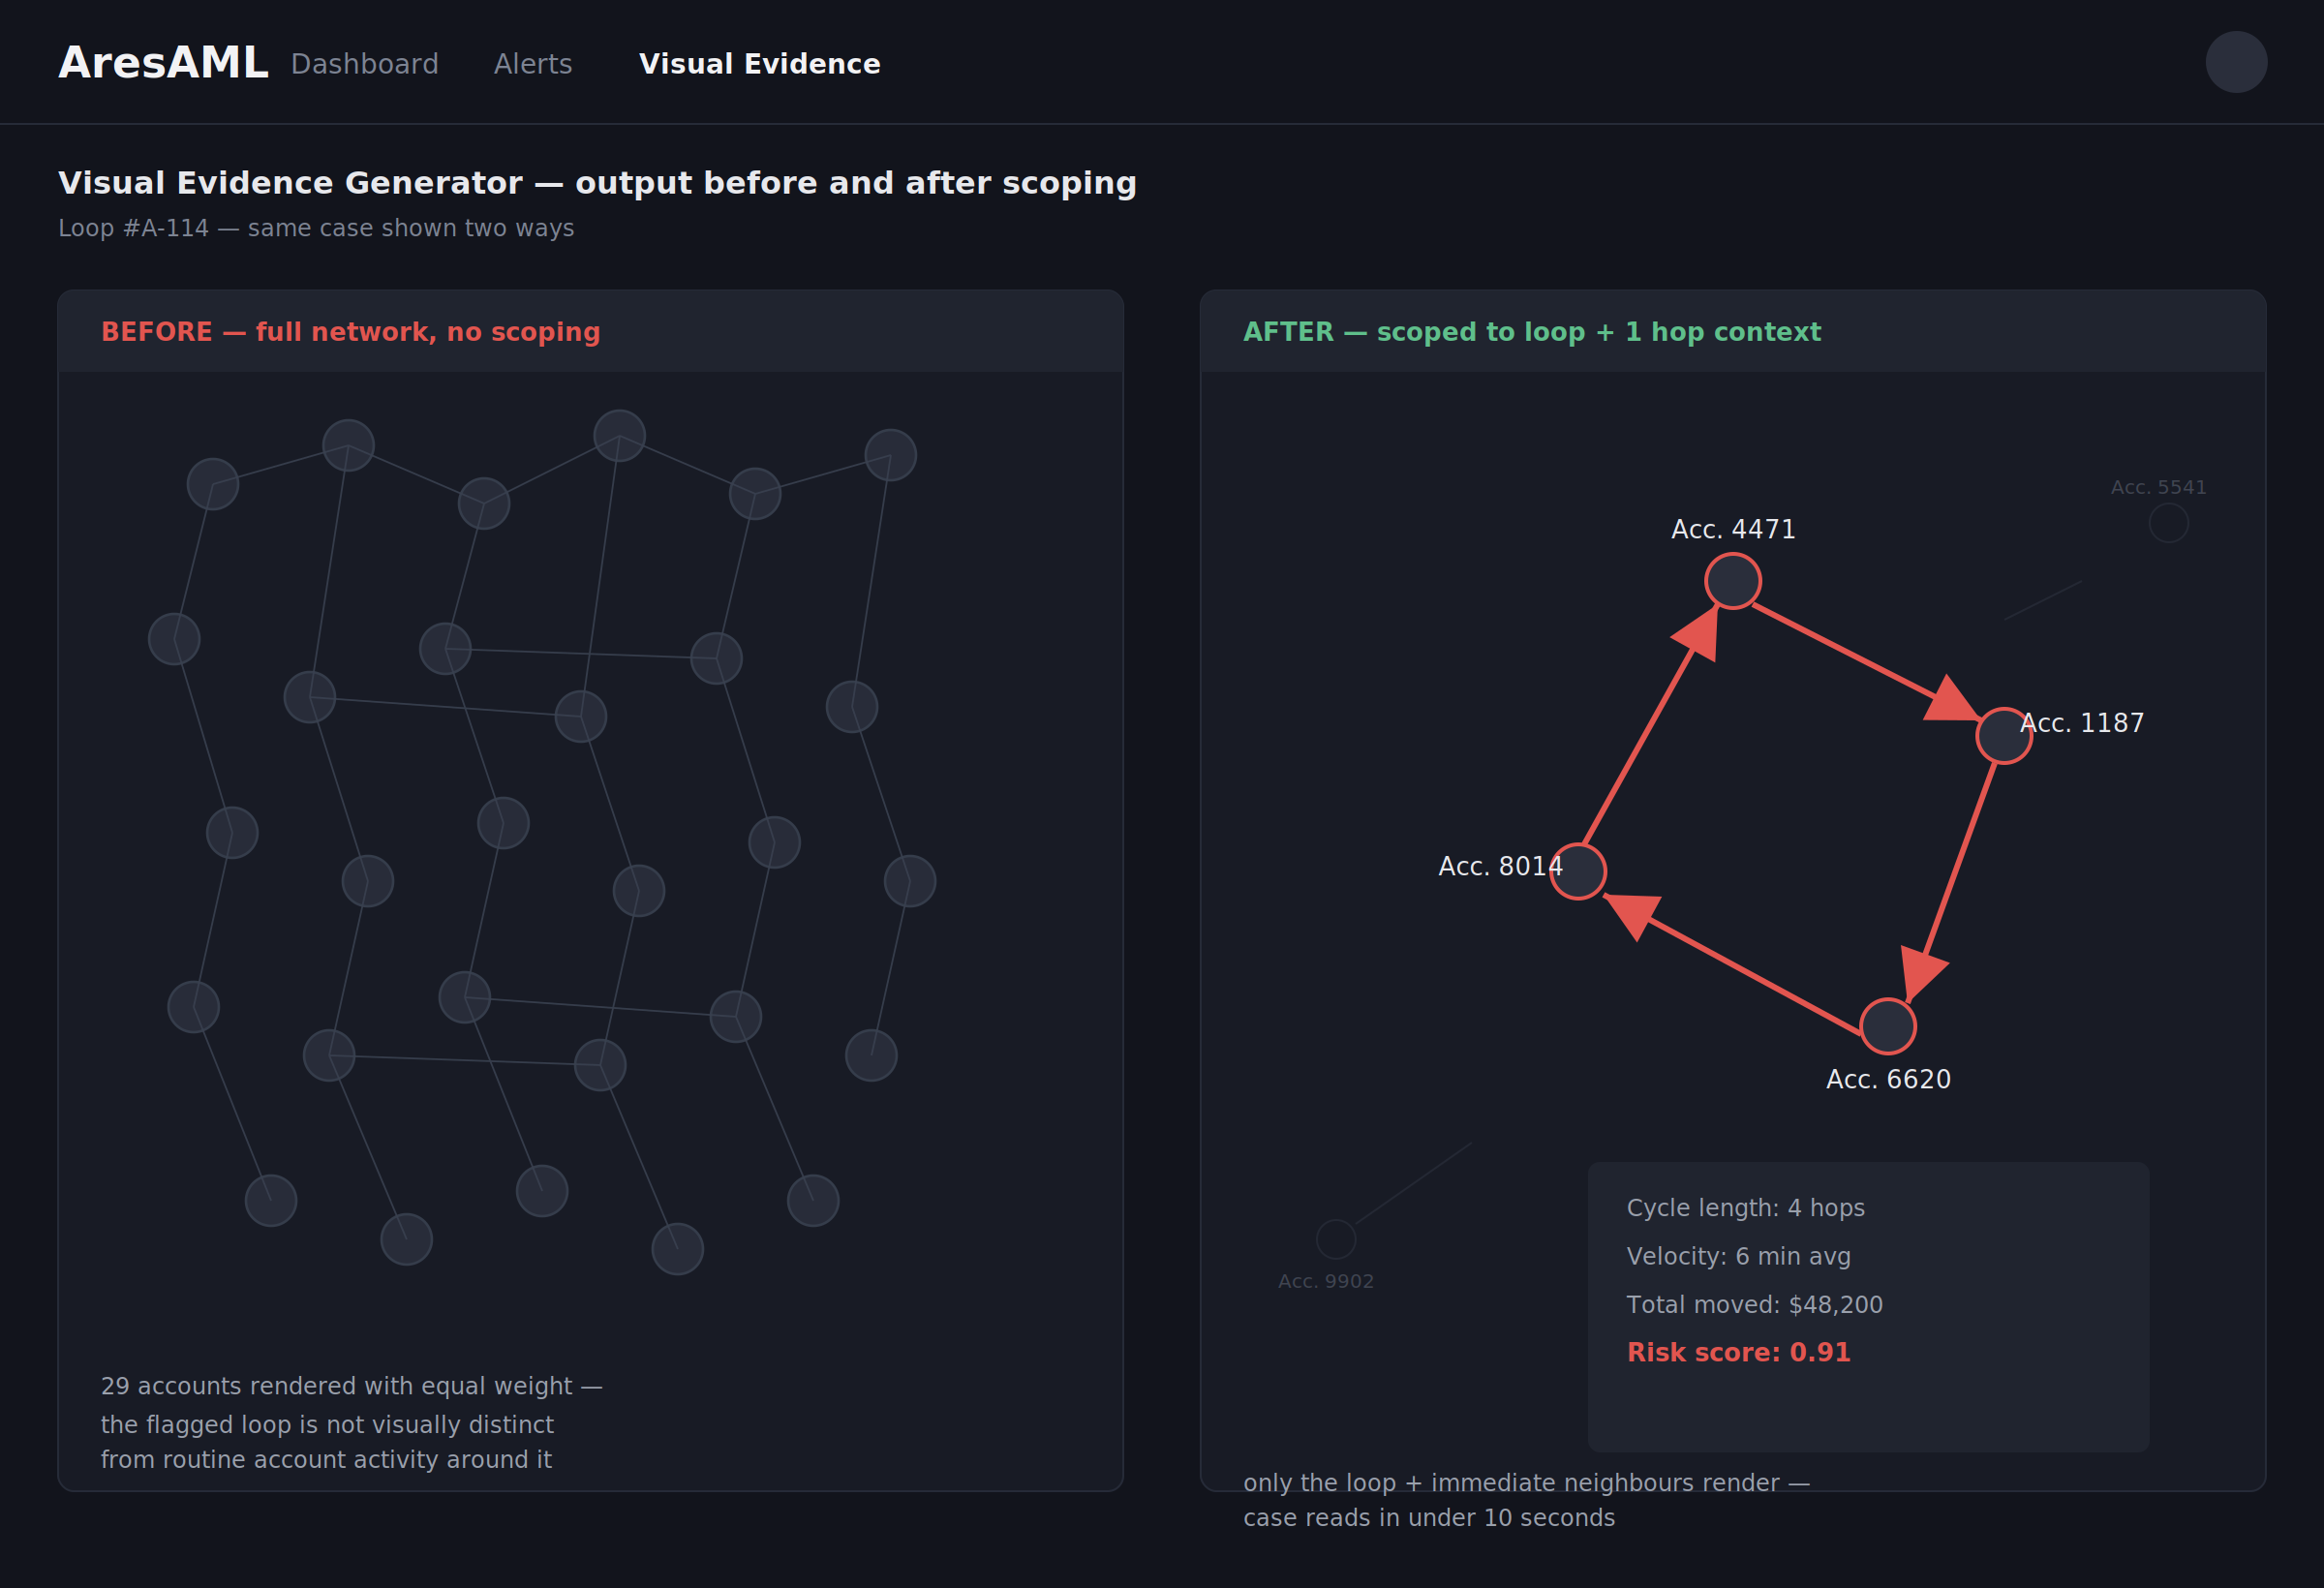 AresAML Dashboard Alerts Visual Evidence
Visual Evidence Generator — output before and after scoping
Loop #A-114 — same case shown two ways
BEFORE — full network, no scoping
29 accounts rendered with equal weight —
the flagged loop is not visually distinct
from routine account activity around it
AFTER — scoped to loop + 1 hop context
Acc. 5541
Acc. 4471
Acc. 1187
Acc. 8014
Acc. 6620
Acc. 9902
Cycle length: 4 hops
Velocity: 6 min avg
Total moved: $48,200
Risk score: 0.91
only the loop + immediate neighbours render —
case reads in under 10 seconds